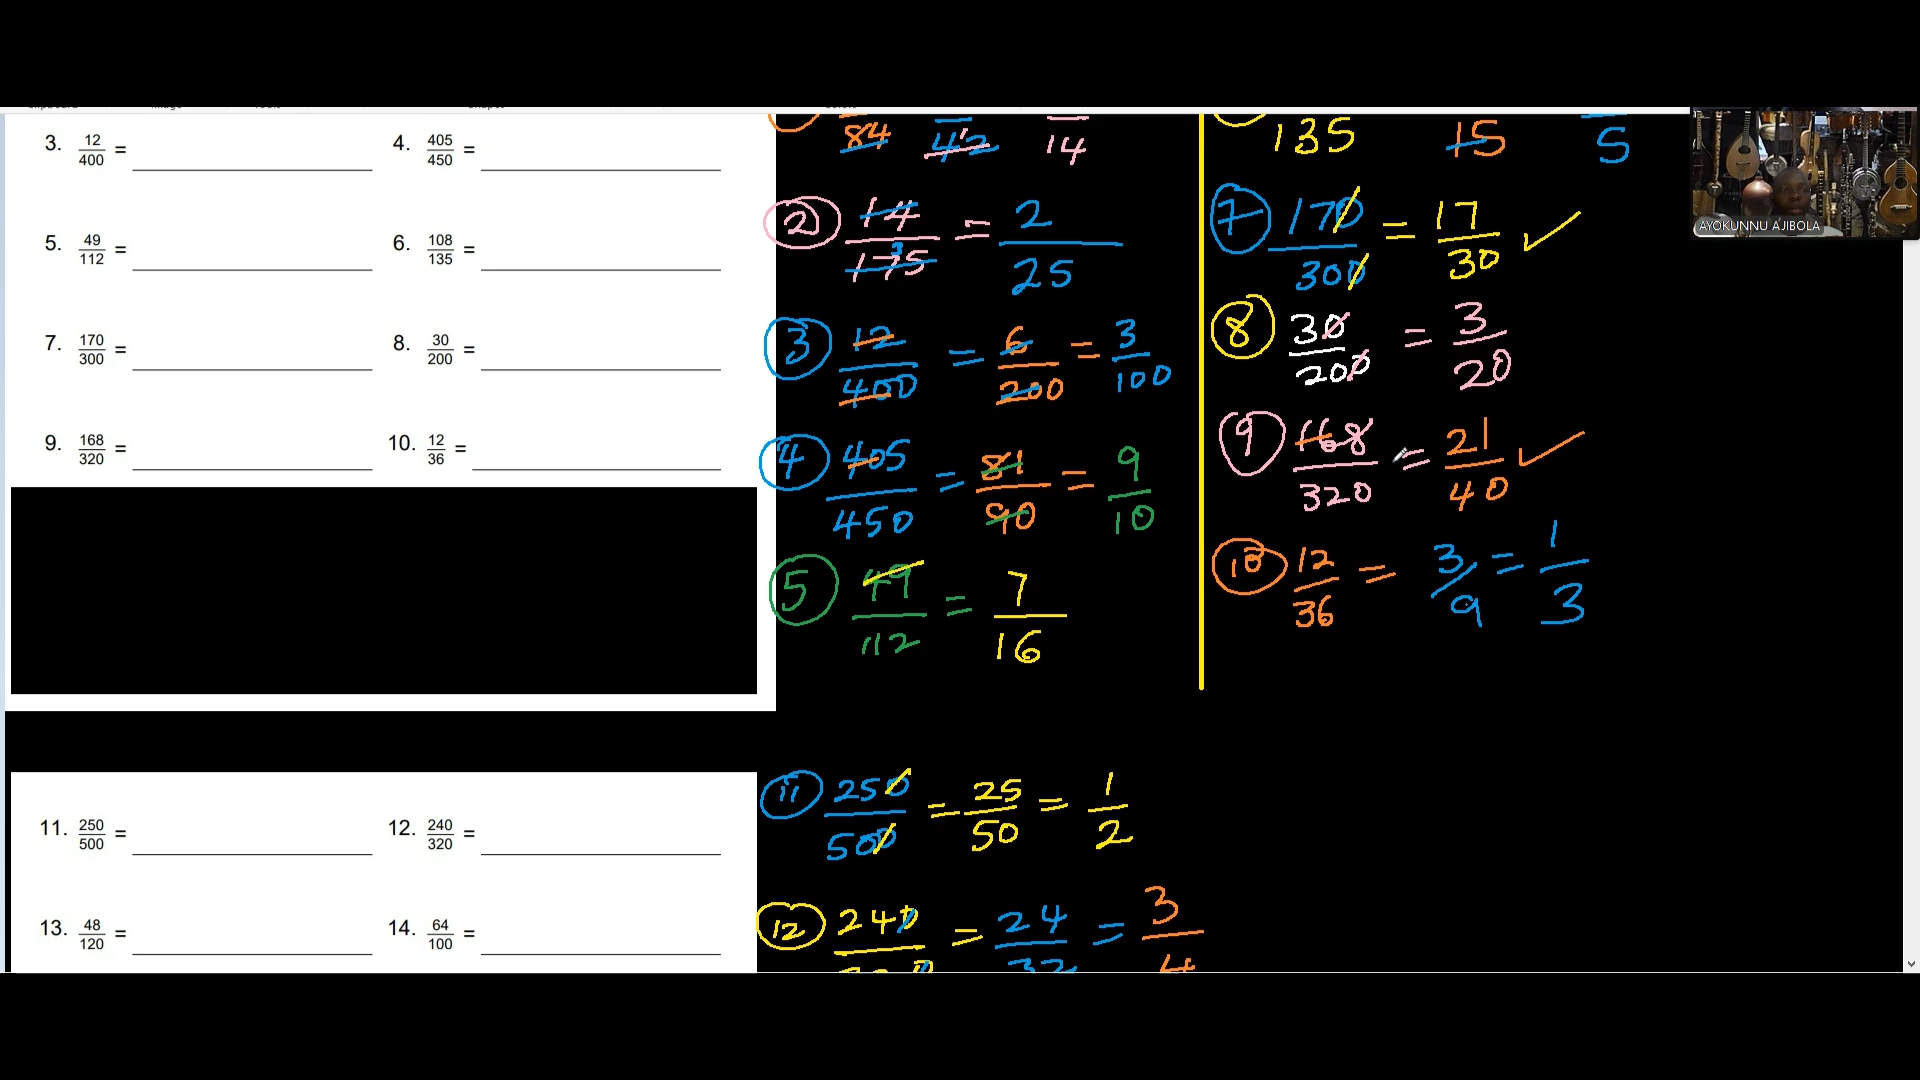 3. 12/400 = 4. 405/450 =
5. 49/112 = 6. 108/135 =
7. 170/300 = 8. 30/200 =
9. 168/320 = 10. 12/36 =
11. 250/500 = 12. 240/320 =
13. 48/120 = 14. 64/100 =
84 42 14
② 14/175 = 2/25
③ 12/400 = 6/200 = 3/100
④ 405/450 = 81/90 = 9/10
⑤ 49/112 = 7/16
135 15 5
⑦ 170/300 = 17/30 ✓
⑧ 30/200 = 3/20
⑨ 168/320 = 21/40 ✓
⑩ 12/36 = 3/9 = 1/3
⑪ 250/500 = 25/50 = 1/2
⑫ 240/320 = 24/32 = 3/4
AYOKUNNU AJIBOLA